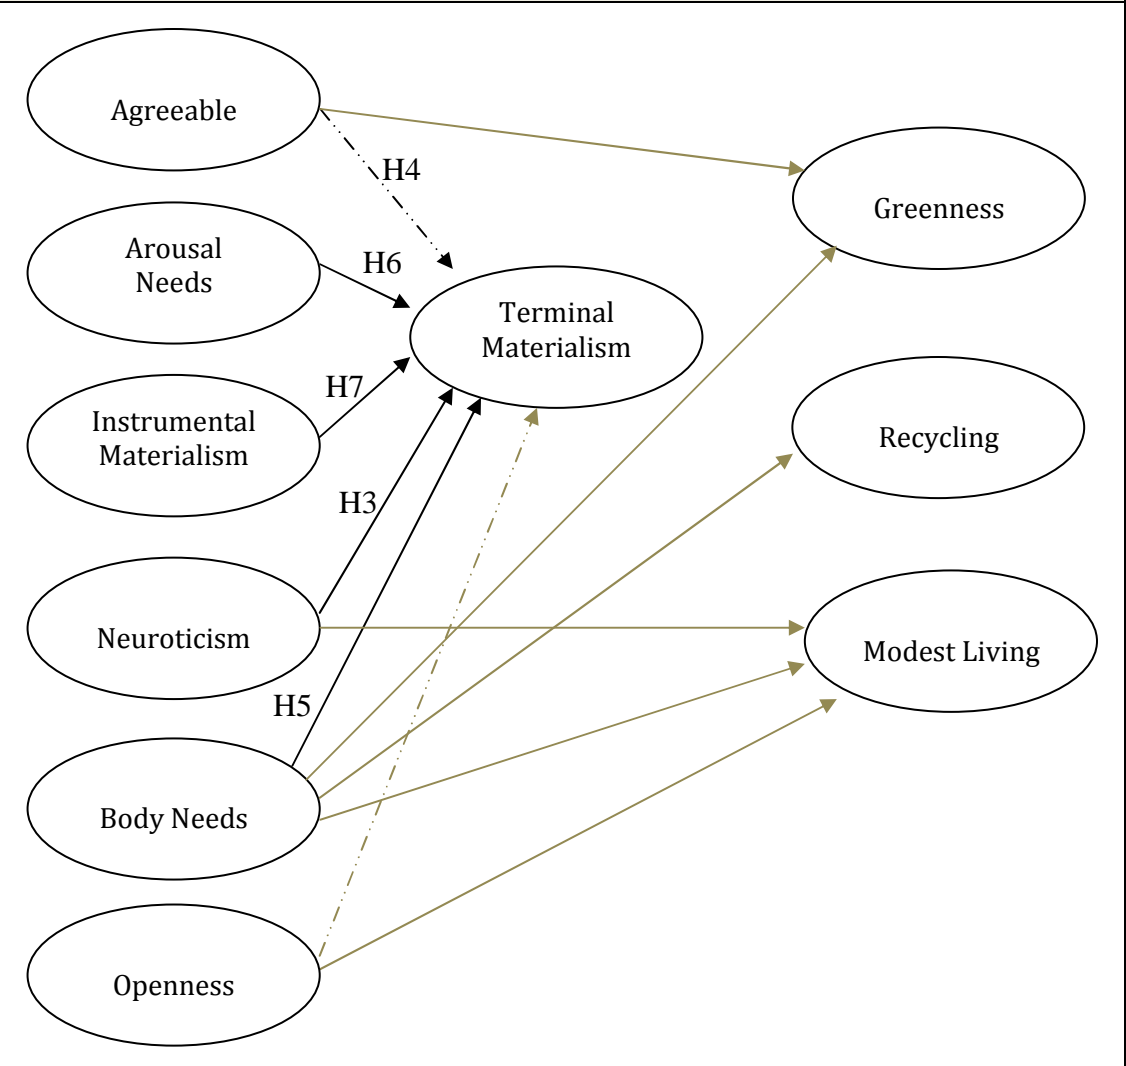 Agreeable
H4
Greenness
Arousal
Needs
H6
Terminal
Materialism
H7
Instrumental
Materialism
Recycling
H3
Neuroticism
Modest Living
H5
Body Needs
Openness